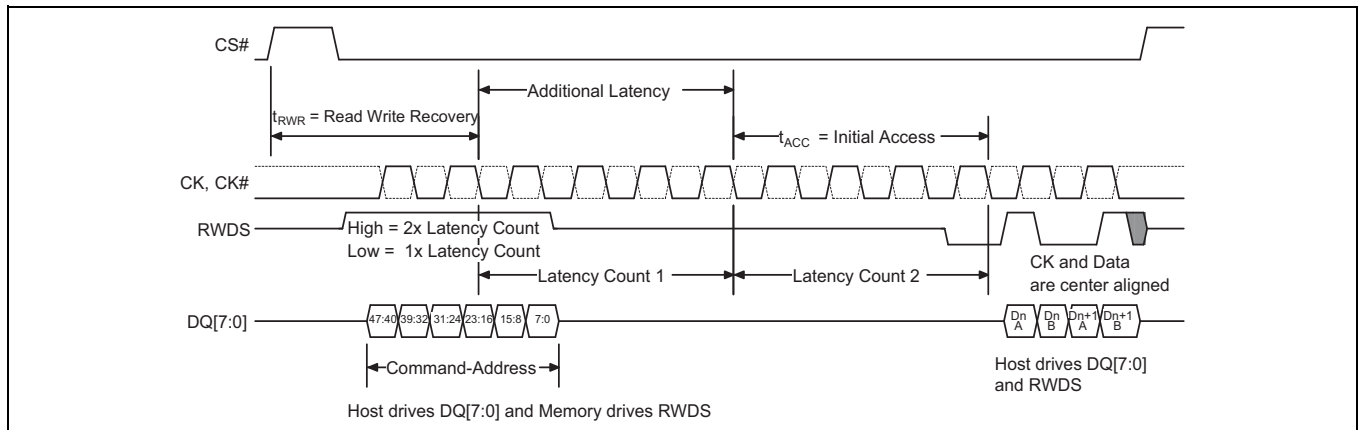 CS#
Additional Latency
tRWR = Read Write Recovery
tACC = Initial Access
CK, CK#
RWDS
High = 2x Latency Count
Low = 1x Latency Count
CK and Data
are center aligned
Latency Count 1
Latency Count 2
DQ[7:0]
47:40 39:32 31:24 23:16 15:8 7:0
Dn Dn Dn+1 Dn+1
A B A B
Command-Address
Host drives DQ[7:0]
and RWDS
Host drives DQ[7:0] and Memory drives RWDS